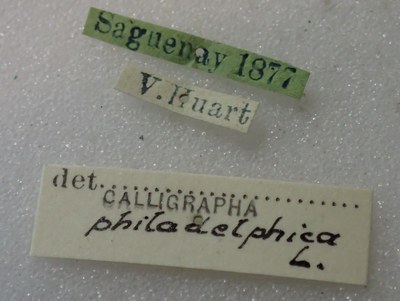 Saguenay 1877
V. Huart
det. ........................
CALLIGRAPHA
philadelphica
L.